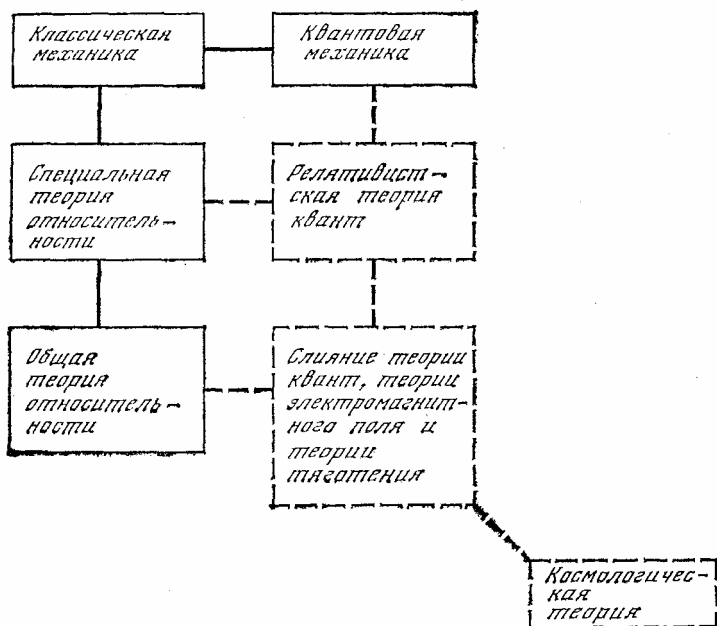 Классическая
механика
Квантовая
механика
Специальная
теория
относитель-
ности
Релятивист-
ская теория
квант
Общая
теория
относитель-
ности
Слияние теории
квант, теории
электромагнит-
ного поля и
теории
тяготения
Космологичес-
кая
теория